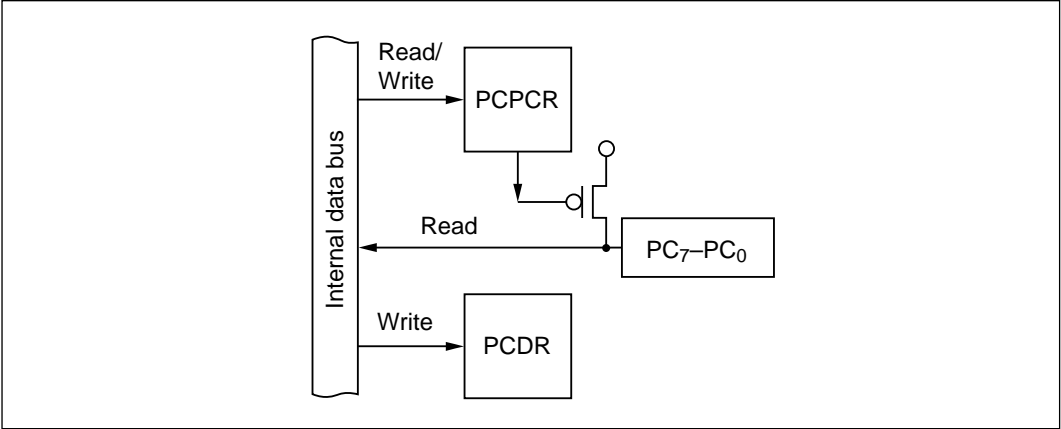 Read/
Write
PCPCR
Internal data bus
Read
PC₇–PC₀
Write
PCDR